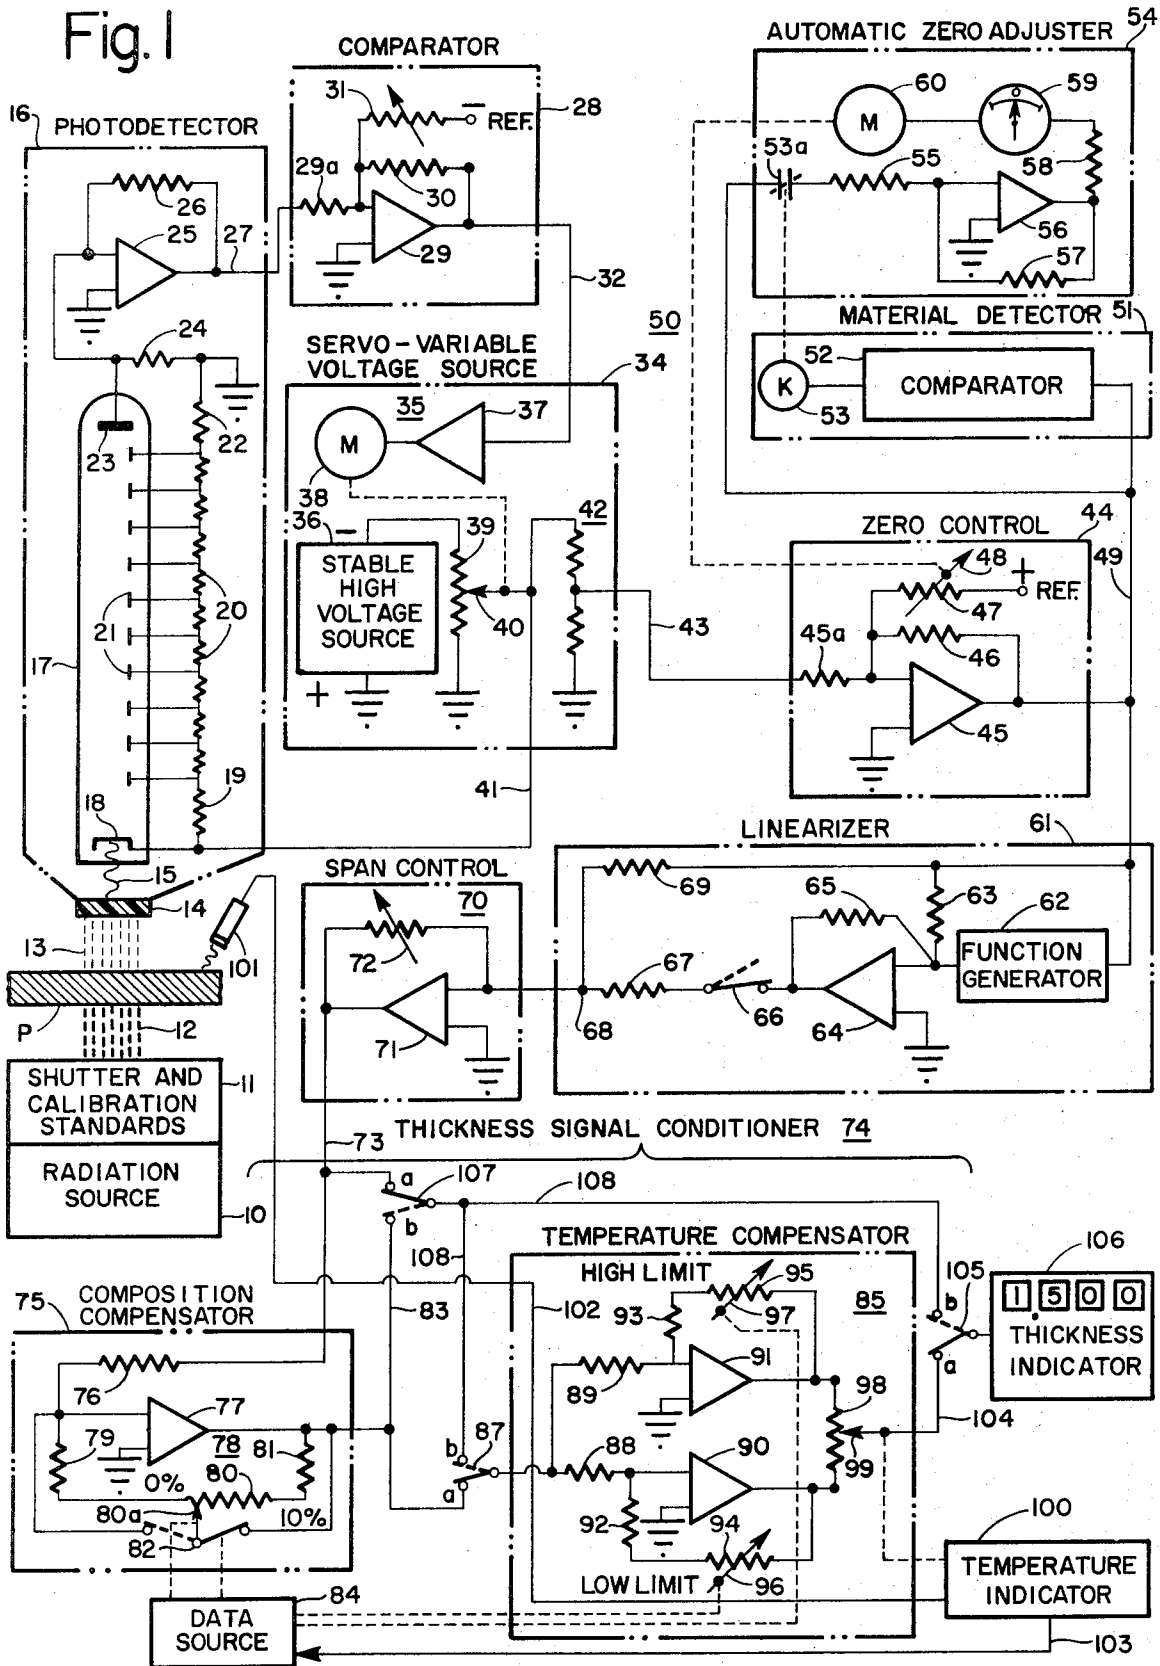 Fig. 1
COMPARATOR
31
REF.
28
29a
30
29
32
AUTOMATIC ZERO ADJUSTER 54
60
M
0
59
53a
55
58
56
57
16
PHOTODETECTOR
26
25
27
24
22
23
21
20
17
19
18
15
14
13
101
P
12
SERVO-VARIABLE
VOLTAGE SOURCE
34
35
37
M
38
36
−
39
42
STABLE
HIGH
VOLTAGE
SOURCE
40
+
43
41
50
MATERIAL DETECTOR 51
52
K
COMPARATOR
53
ZERO CONTROL 44
48
+
REF.
47
49
45a
46
45
LINEARIZER 61
69
65
63
62
FUNCTION
GENERATOR
67
66
68
64
SPAN CONTROL
70
72
71
SHUTTER AND
CALIBRATION
STANDARDS
11
RADIATION
SOURCE
10
73
THICKNESS SIGNAL CONDITIONER 74
a
107
b
108
108
83
102
TEMPERATURE COMPENSATOR
HIGH LIMIT
95
85
93
97
91
89
98
99
b
87
a
88
90
92
94
LOW LIMIT
96
106
105
b
a
1,500
THICKNESS
INDICATOR
104
100
TEMPERATURE
INDICATOR
103
COMPOSITION
COMPENSATOR
75
76
77
78
79
81
0%
80
80a
10%
82
84
DATA
SOURCE